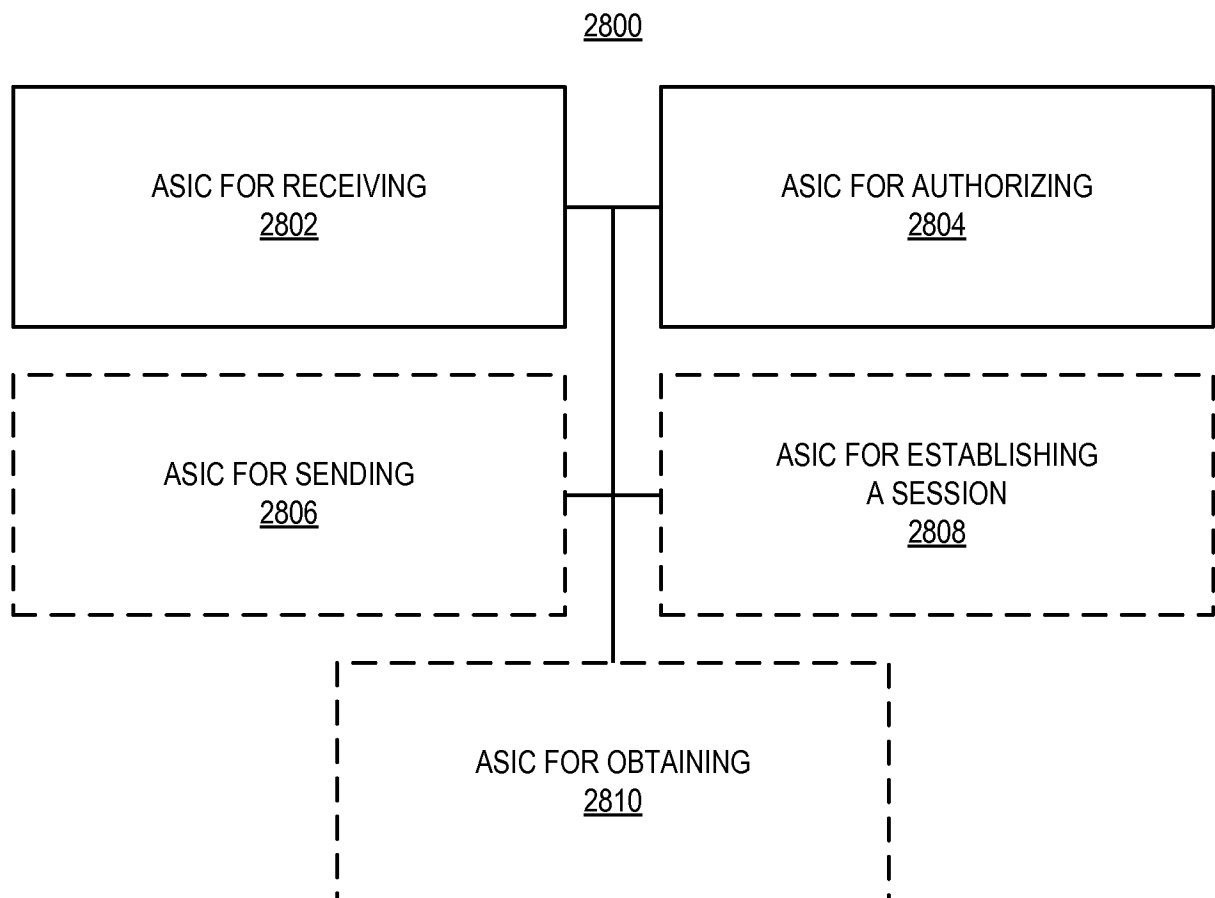 2800
ASIC FOR RECEIVING
2802
ASIC FOR AUTHORIZING
2804
ASIC FOR SENDING
2806
ASIC FOR ESTABLISHING
A SESSION
2808
ASIC FOR OBTAINING
2810